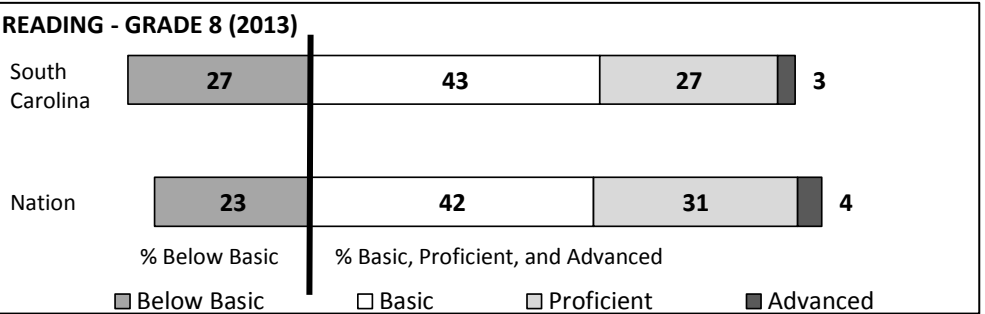 READING - GRADE 8 (2013)
South
Carolina
27 43 27 3
Nation
23 42 31 4
% Below Basic % Basic, Proficient, and Advanced
Below Basic Basic Proficient Advanced